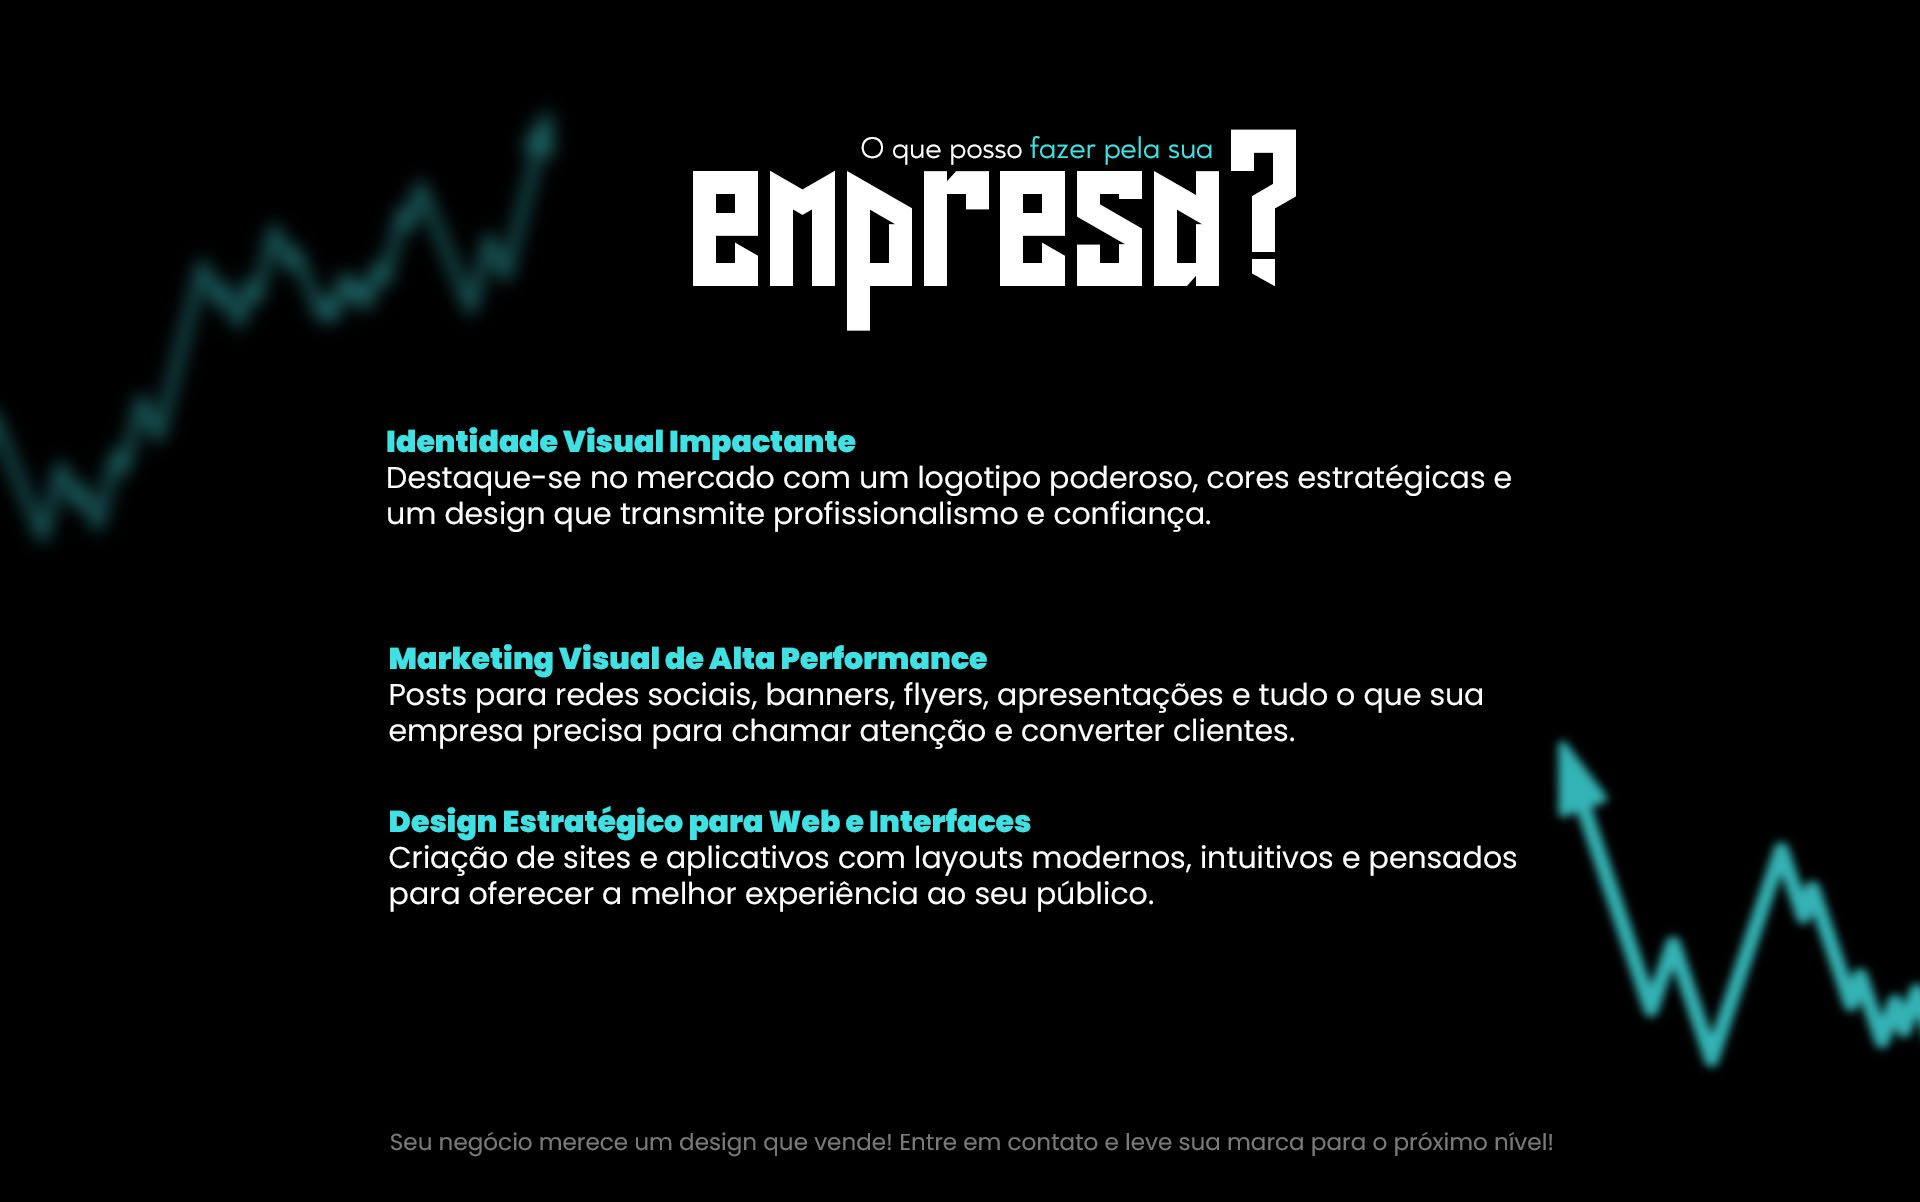 O que posso fazer pela sua
empresa?
Identidade Visual Impactante
Destaque-se no mercado com um logotipo poderoso, cores estratégicas e
um design que transmite profissionalismo e confiança.
Marketing Visual de Alta Performance
Posts para redes sociais, banners, flyers, apresentações e tudo o que sua
empresa precisa para chamar atenção e converter clientes.
Design Estratégico para Web e Interfaces
Criação de sites e aplicativos com layouts modernos, intuitivos e pensados
para oferecer a melhor experiência ao seu público.
Seu negócio merece um design que vende! Entre em contato e leve sua marca para o próximo nível!